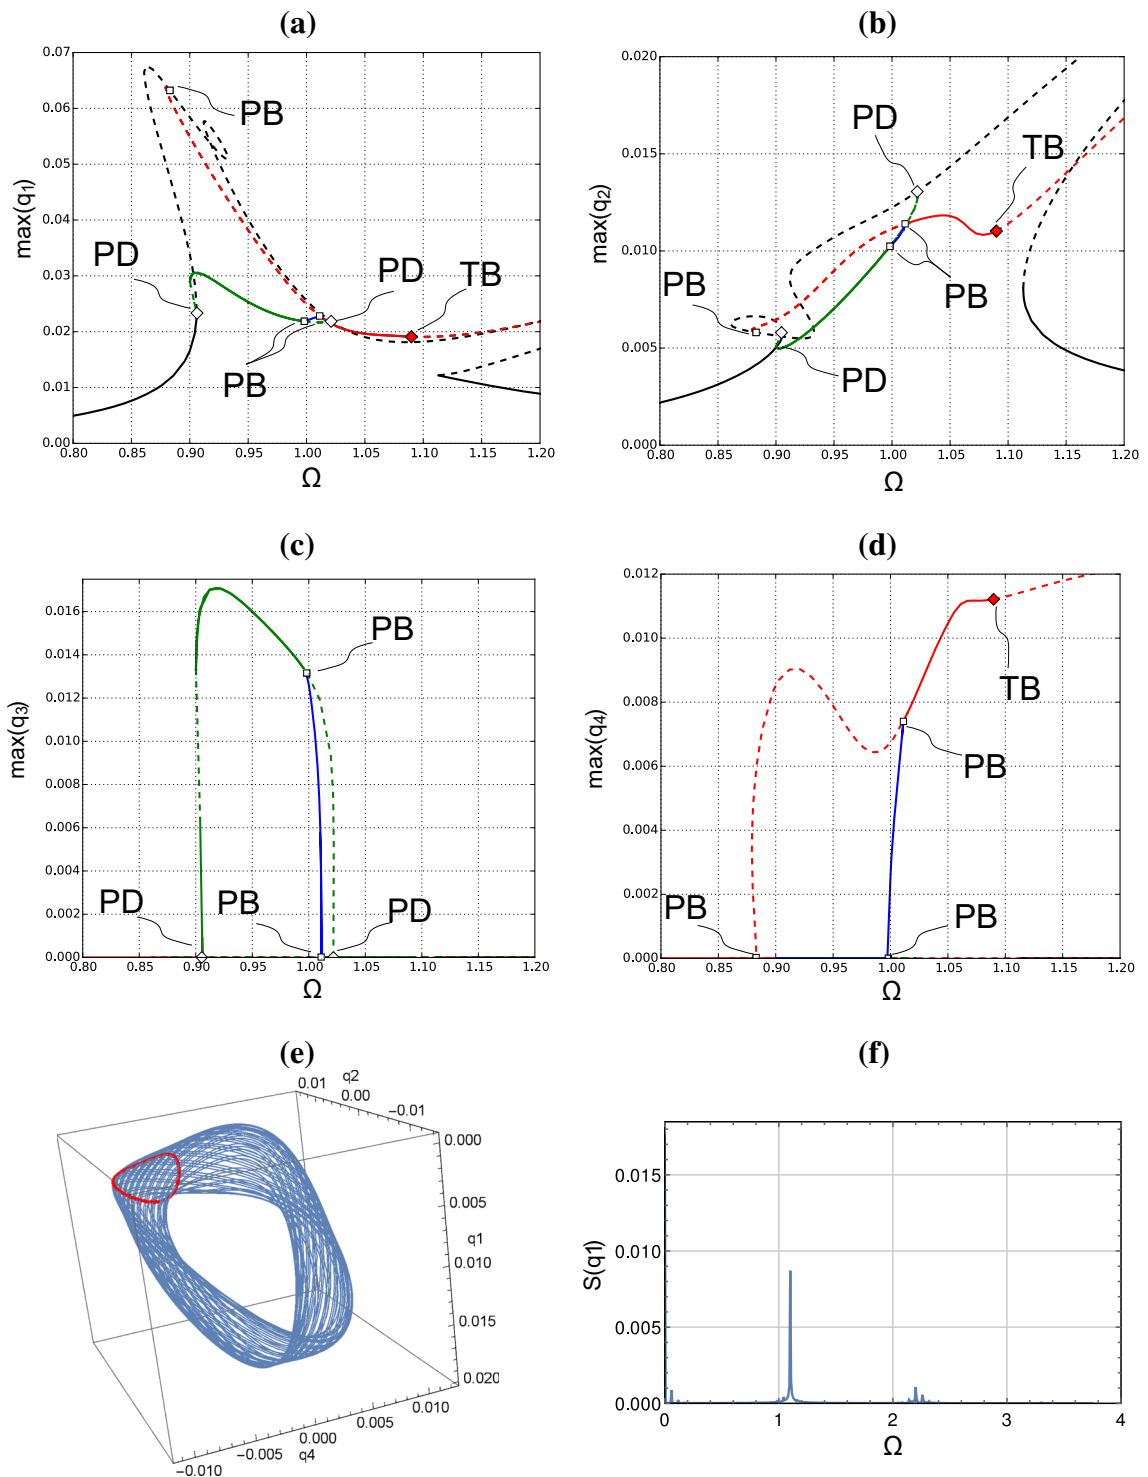 (a)
0.07
0.06
0.05
0.04
0.03
0.02
0.01
0.00
max(q1)
PB
PD
PD
TB
PB
0.80 0.85 0.90 0.95 1.00 1.05 1.10 1.15 1.20
Ω
(b)
0.020
0.015
0.010
0.005
0.000
max(q2)
PD
TB
PB
PB
PD
0.80 0.85 0.90 0.95 1.00 1.05 1.10 1.15 1.20
Ω
(c)
0.016
0.014
0.012
0.010
0.008
0.006
0.004
0.002
0.000
max(q3)
PB
PD
PB
PD
0.80 0.85 0.90 0.95 1.00 1.05 1.10 1.15 1.20
Ω
(d)
0.012
0.010
0.008
0.006
0.004
0.002
0.000
max(q4)
TB
PB
PB
PB
0.80 0.85 0.90 0.95 1.00 1.05 1.10 1.15 1.20
Ω
(e)
q2
0.01 0.00 −0.01
0.000
0.005
q1
0.010
0.015
0.020
−0.010 −0.005 0.000 0.005 0.010
q4
(f)
0.015
0.010
0.005
0.000
S(q1)
0 1 2 3 4
Ω